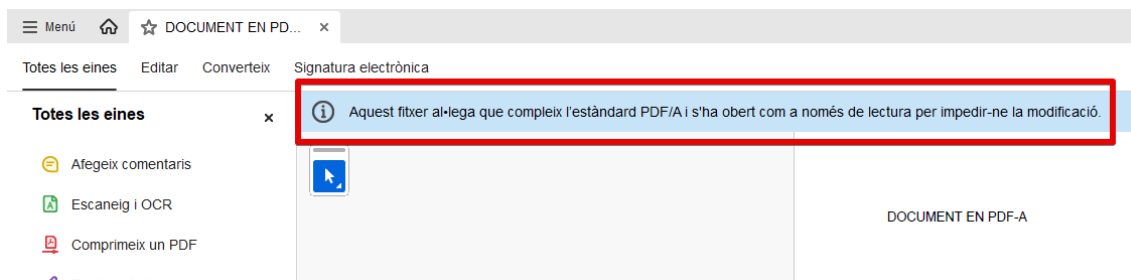 Menú
DOCUMENT EN PD...
Totes les eines Editar Converteix Signatura electrònica
Totes les eines
Aquest fitxer al•lega que compleix l'estàndard PDF/A i s'ha obert com a només de lectura per impedir-ne la modificació.
Afegeix comentaris
Escaneig i OCR
Comprimeix un PDF
DOCUMENT EN PDF-A